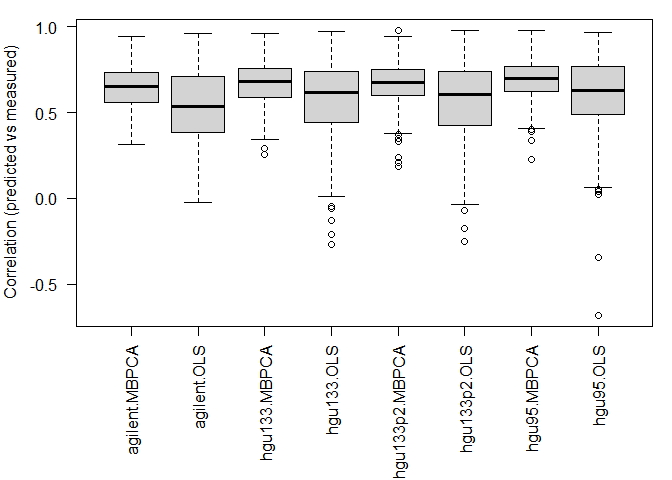 Correlation (predicted vs measured)
1.0
0.5
0.0
-0.5
agilent.MBPCA
agilent.OLS
hgu133.MBPCA
hgu133.OLS
hgu133p2.MBPCA
hgu133p2.OLS
hgu95.MBPCA
hgu95.OLS